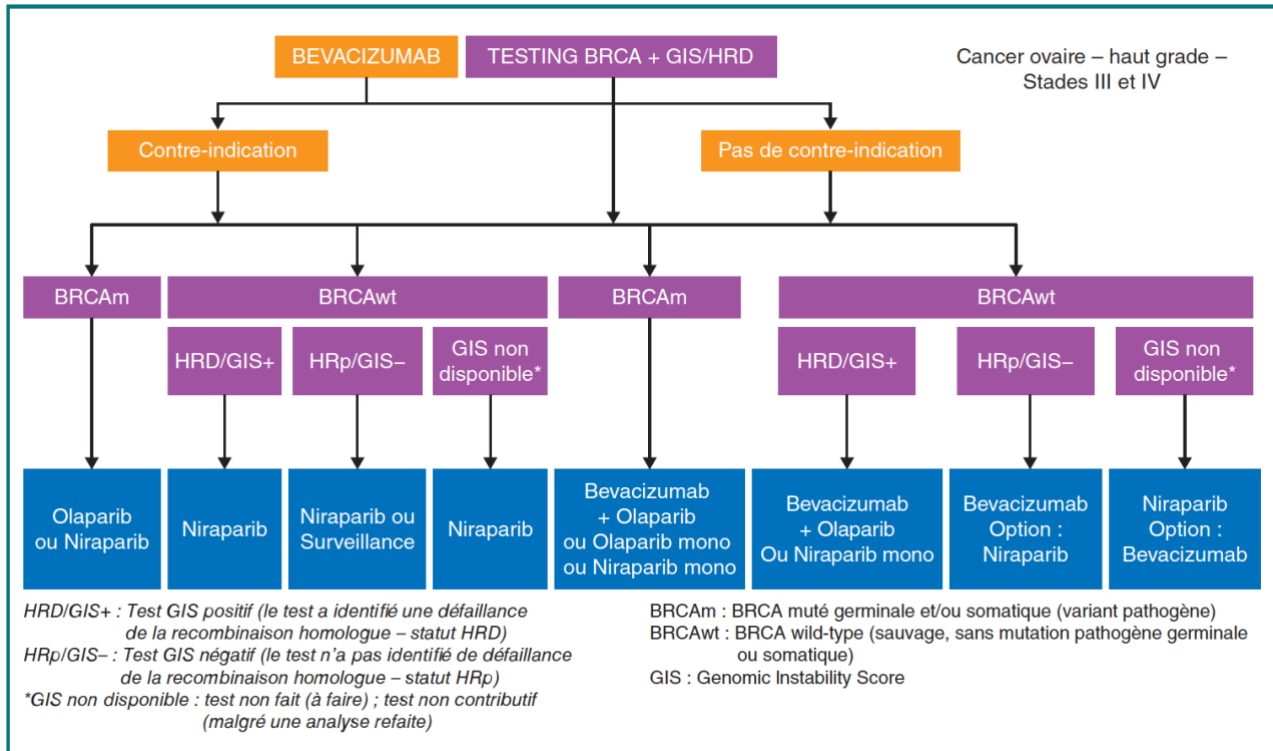 BEVACIZUMAB
TESTING BRCA + GIS/HRD
Cancer ovaire – haut grade –
Stades III et IV
Contre-indication
Pas de contre-indication
BRCAm
BRCAwt
BRCAm
BRCAwt
HRD/GIS+
HRp/GIS–
GIS non
disponible*
HRD/GIS+
HRp/GIS–
GIS non
disponible*
Olaparib
ou Niraparib
Niraparib
Niraparib ou
Surveillance
Niraparib
Bevacizumab
+ Olaparib
ou Olaparib mono
ou Niraparib mono
Bevacizumab
+ Olaparib
Ou Niraparib mono
Bevacizumab
Option :
Niraparib
Niraparib
Option :
Bevacizumab
HRD/GIS+ : Test GIS positif (le test a identifié une défaillance
de la recombinaison homologue – statut HRD)
HRp/GIS– : Test GIS négatif (le test n'a pas identifié de défaillance
de la recombinaison homologue – statut HRp)
*GIS non disponible : test non fait (à faire) ; test non contributif
(malgré une analyse refaite)
BRCAm : BRCA muté germinale et/ou somatique (variant pathogène)
BRCAwt : BRCA wild-type (sauvage, sans mutation pathogène germinale
ou somatique)
GIS : Genomic Instability Score